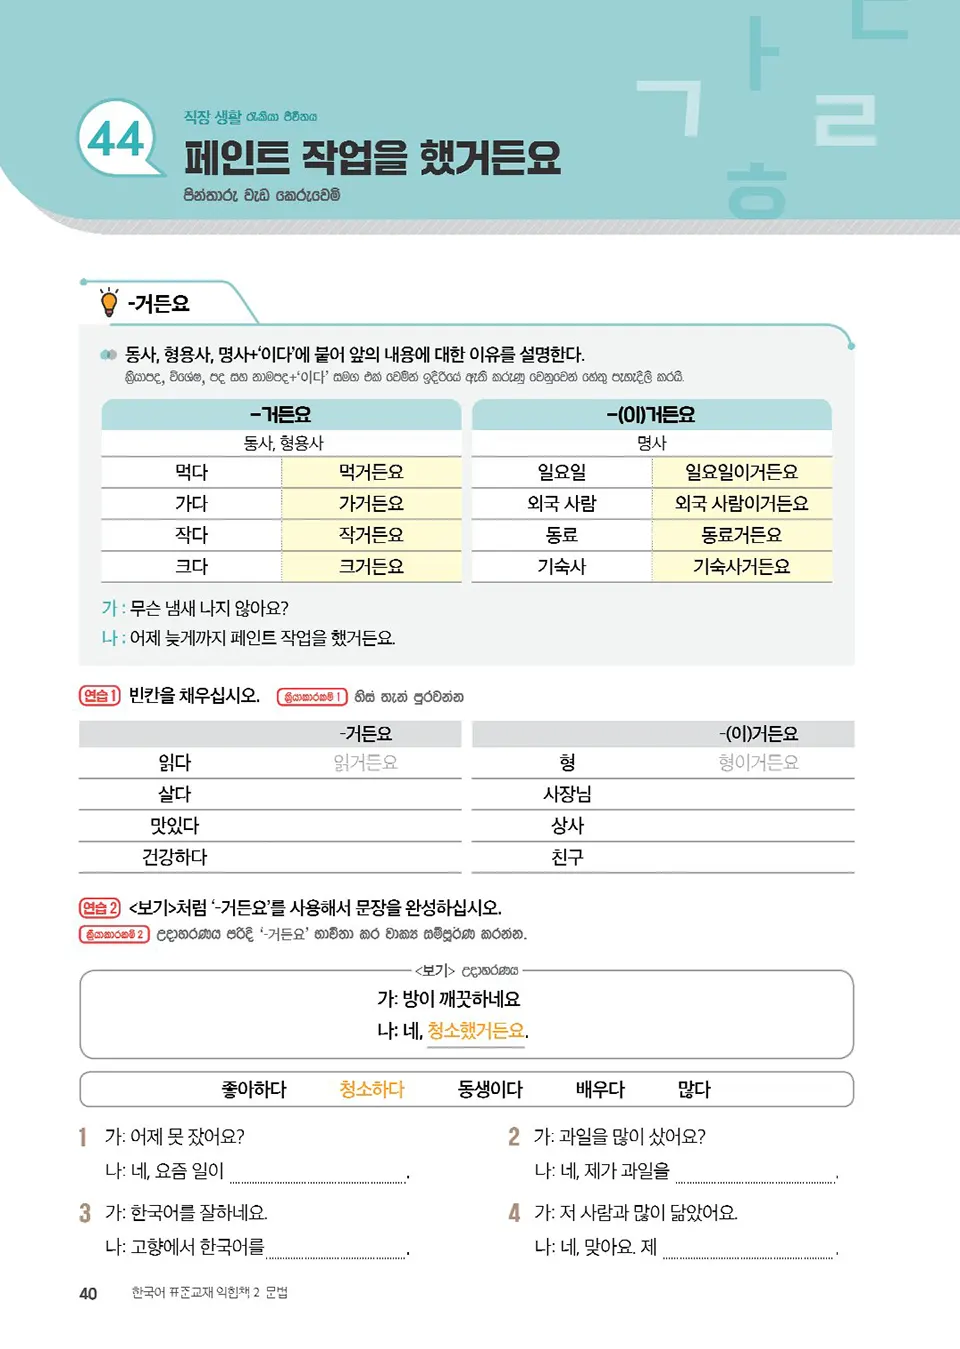 44
직장 생활 රැකියා ජීවිතය
페인트 작업을 했거든요
පින්තාරු වැඩ කෙරුවෙමි
-거든요
동사, 형용사, 명사+‘이다’에 붙어 앞의 내용에 대한 이유를 설명한다.
ක්‍රියාපද, විශේෂ, පද සහ නාමපද+‘이다’ සමග එක් වෙමින් ඉදිරියේ ඇති කරුණු වෙනුවෙන් හේතු පැහැදිලි කරයි.
-거든요 -(이)거든요
동사, 형용사 명사
먹다 먹거든요 일요일 일요일이거든요
가다 가거든요 외국 사람 외국 사람이거든요
작다 작거든요 동료 동료거든요
크다 크거든요 기숙사 기숙사거든요
가 : 무슨 냄새 나지 않아요?
나 : 어제 늦게까지 페인트 작업을 했거든요.
연습 1 빈칸을 채우십시오. ක්‍රියාකාරකම් 1 හිස් තැන් පුරවන්න
-거든요 -(이)거든요
읽다 읽거든요 형 형이거든요
살다 사장님
맛있다 상사
건강하다 친구
연습 2 <보기>처럼 ‘-거든요’를 사용해서 문장을 완성하십시오.
ක්‍රියාකාරකම් 2 උදාහරණය පරිදි ‘-거든요’ භාවිතා කර වාක්‍ය සම්පූර්ණ කරන්න.
<보기> උදාහරණය
가: 방이 깨끗하네요
나: 네, 청소했거든요.
좋아하다 청소하다 동생이다 배우다 많다
1 가: 어제 못 잤어요?
나: 네, 요즘 일이 .
2 가: 과일을 많이 샀어요?
나: 네, 제가 과일을 .
3 가: 한국어를 잘하네요.
나: 고향에서 한국어를 .
4 가: 저 사람과 많이 닮았어요.
나: 네, 맞아요. 제 .
40 한국어 표준교재 익힘책 2 문법
ㄱ ㅏ ㄷ ㄹ ㅎ